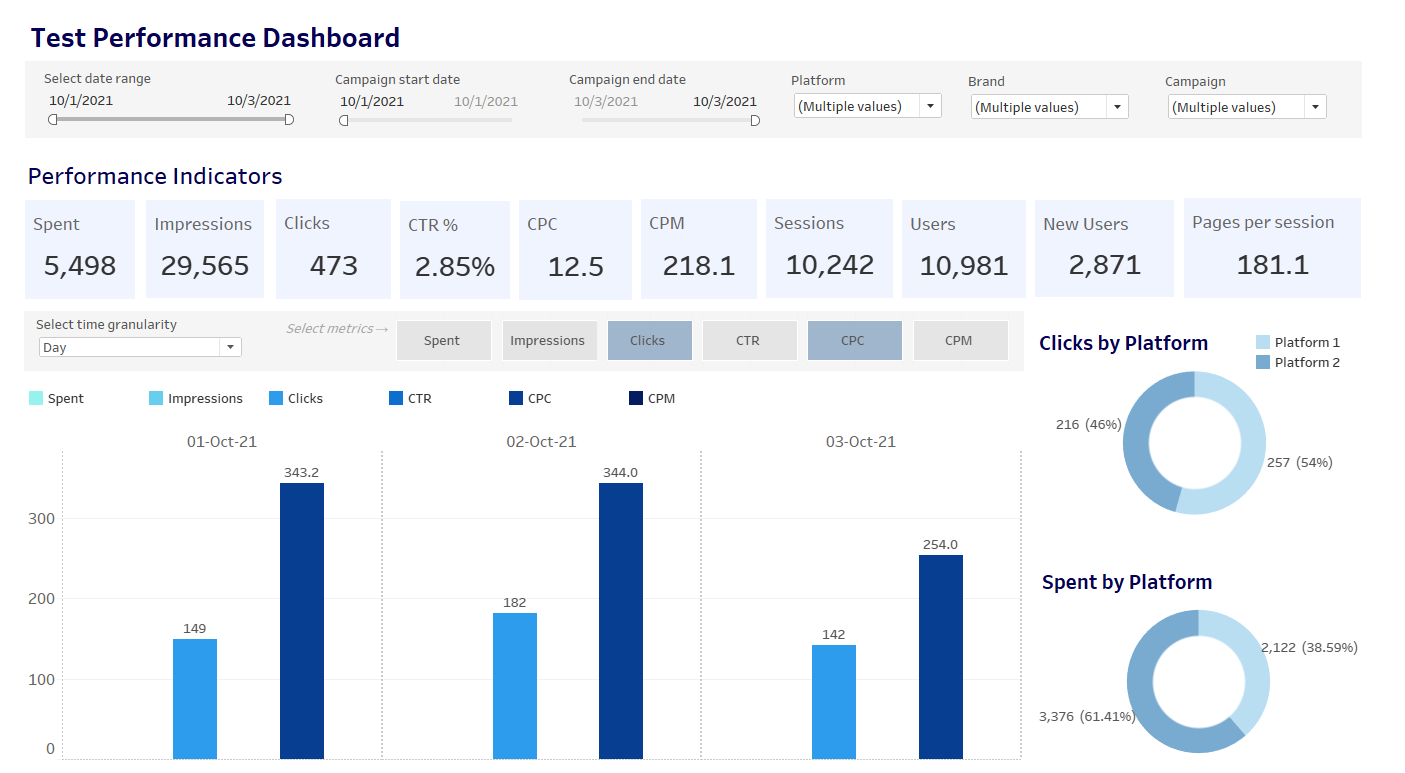 Test Performance Dashboard
Select date range
10/1/2021 10/3/2021
Campaign start date
10/1/2021 10/1/2021
Campaign end date
10/3/2021 10/3/2021
Platform
(Multiple values)
Brand
(Multiple values)
Campaign
(Multiple values)
Performance Indicators
Spent
5,498
Impressions
29,565
Clicks
473
CTR %
2.85%
CPC
12.5
CPM
218.1
Sessions
10,242
Users
10,981
New Users
2,871
Pages per session
181.1
Select time granularity
Day
Select metrics→
Spent Impressions Clicks CTR CPC CPM
Spent Impressions Clicks CTR CPC CPM
01-Oct-21 02-Oct-21 03-Oct-21
343.2 344.0
254.0
182
149 142
300
200
100
0
Clicks by Platform
Platform 1
Platform 2
216 (46%)
257 (54%)
Spent by Platform
2,122 (38.59%)
3,376 (61.41%)